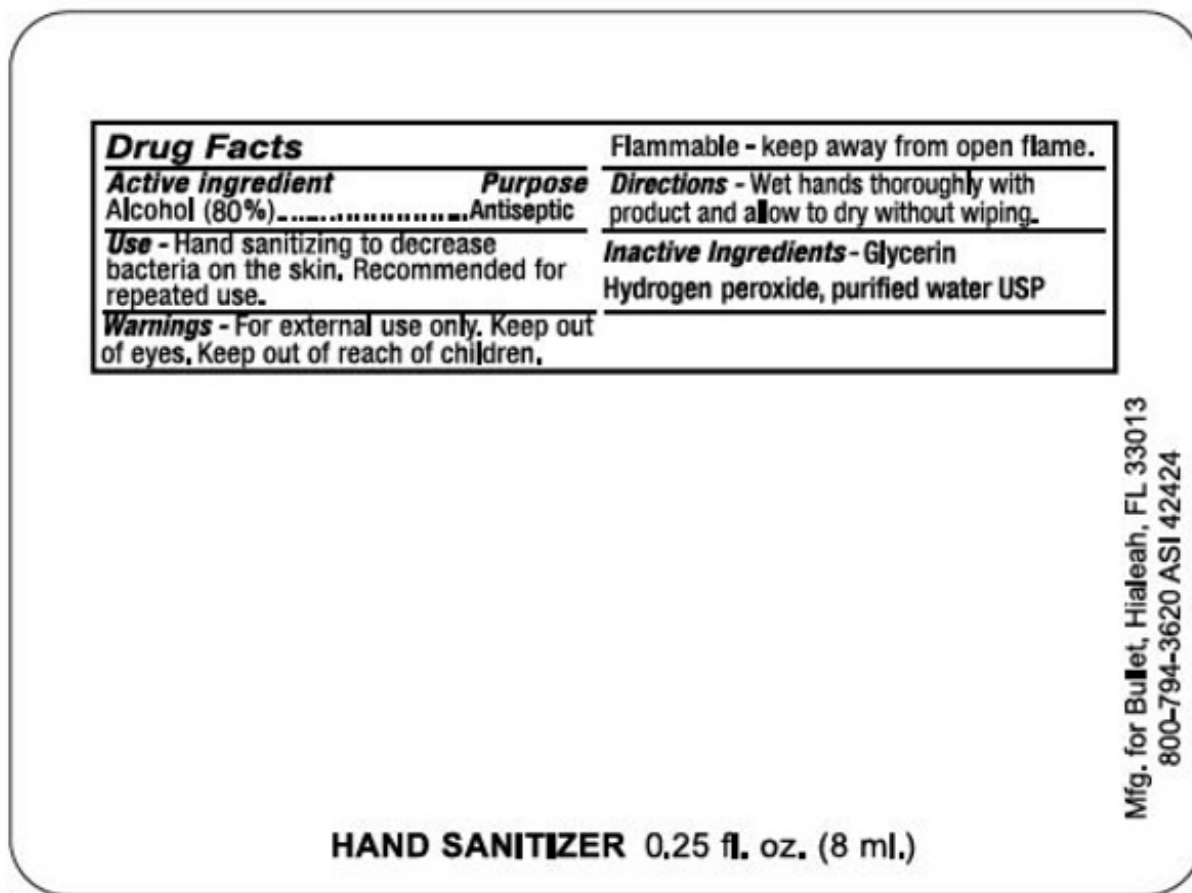 Drug Facts
Active ingredient Purpose
Alcohol (80%)..................Antiseptic
Use - Hand sanitizing to decrease
bacteria on the skin. Recommended for
repeated use.
Warnings - For external use only. Keep out
of eyes. Keep out of reach of children.
Flammable - keep away from open flame.
Directions - Wet hands thoroughly with
product and allow to dry without wiping.
Inactive Ingredients - Glycerin
Hydrogen peroxide, purified water USP
Mfg. for Bullet, Hialeah, FL 33013
800-794-3620 ASI 42424
HAND SANITIZER 0.25 fl. oz. (8 ml.)